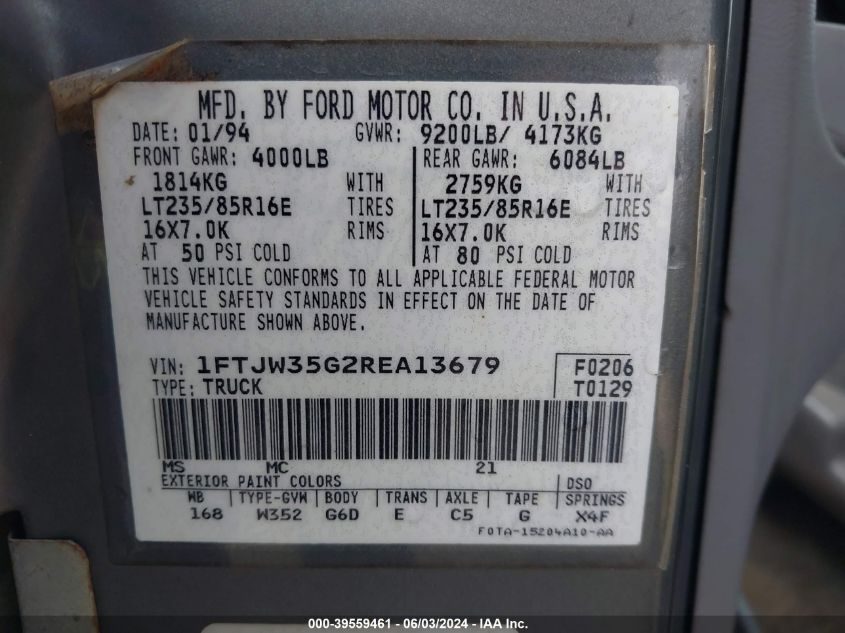 MFD. BY FORD MOTOR CO. IN U.S.A.
DATE: 01/94 GVWR: 9200LB/ 4173KG
FRONT GAWR: 4000LB REAR GAWR: 6084LB
1814KG WITH 2759KG WITH
LT235/85R16E TIRES LT235/85R16E TIRES
16X7.0K RIMS 16X7.0K RIMS
AT 50 PSI COLD AT 80 PSI COLD
THIS VEHICLE CONFORMS TO ALL APPLICABLE FEDERAL MOTOR
VEHICLE SAFETY STANDARDS IN EFFECT ON THE DATE OF
MANUFACTURE SHOWN ABOVE.
VIN: 1FTJW35G2REA13679 F0206
TYPE: TRUCK T0129
MS MC 21
EXTERIOR PAINT COLORS DSO
WB TYPE-GVW BODY TRANS AXLE TAPE SPRINGS
168 W352 G6D E C5 G X4F
F0TA-15204A10-AA
000-39559461 - 06/03/2024 - IAA Inc.